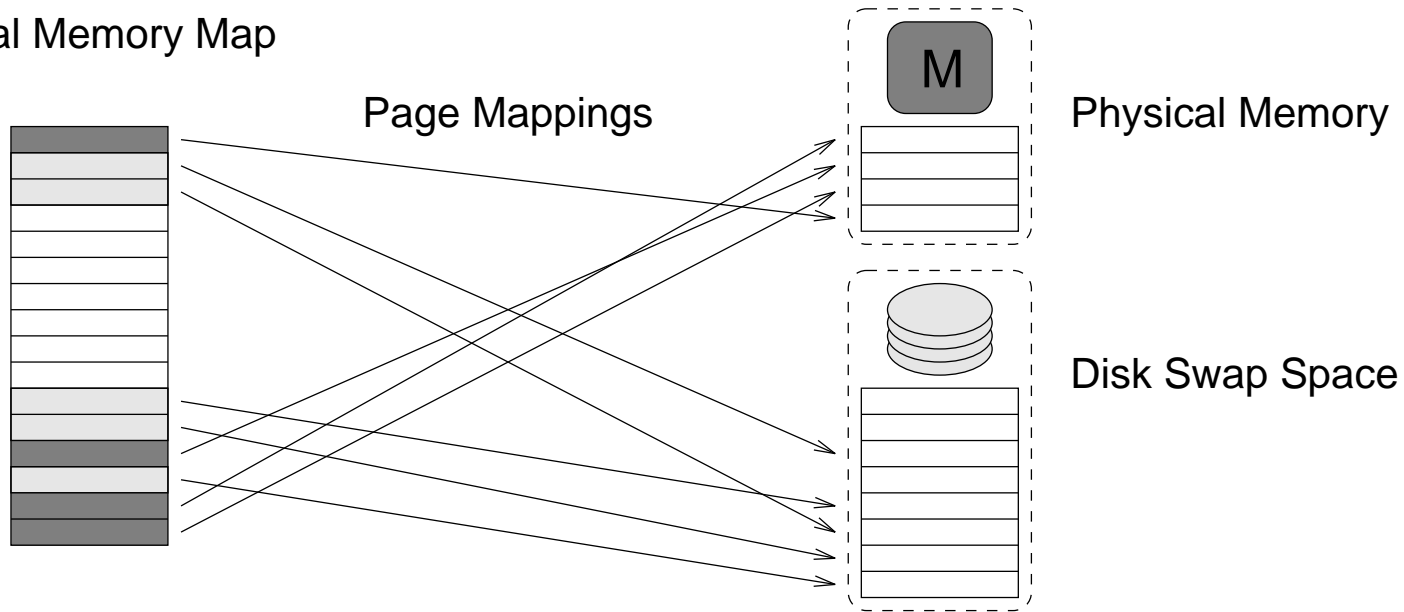 al Memory Map
M
Page Mappings
Physical Memory
Disk Swap Space